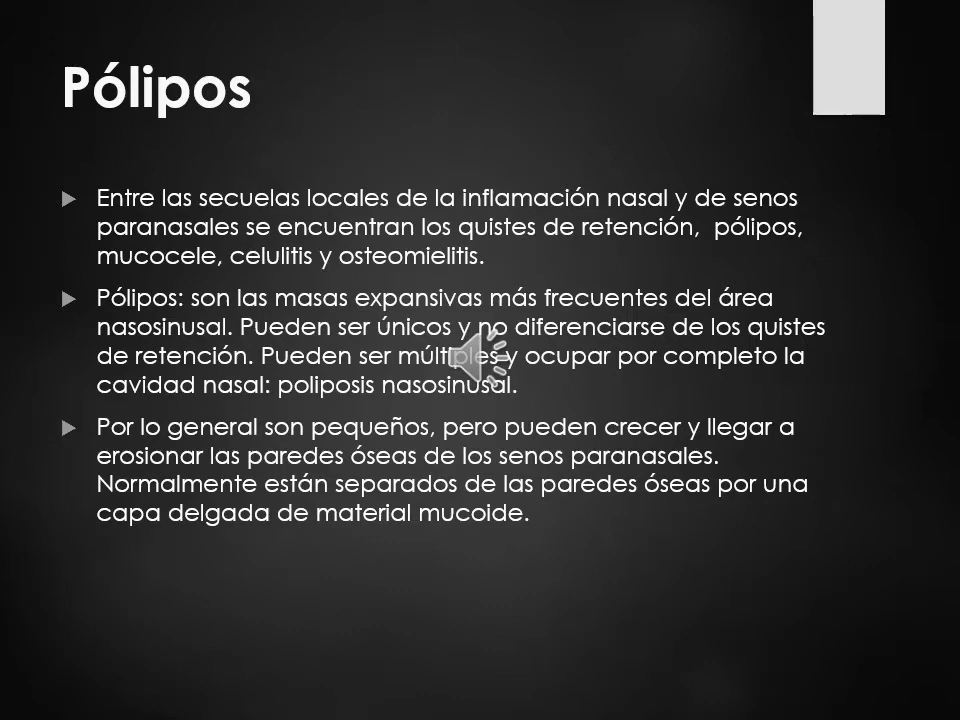 Pólipos
Entre las secuelas locales de la inflamación nasal y de senos
paranasales se encuentran los quistes de retención, pólipos,
mucocele, celulitis y osteomielitis.
Pólipos: son las masas expansivas más frecuentes del área
nasosinusal. Pueden ser únicos y no diferenciarse de los quistes
de retención. Pueden ser múltiples y ocupar por completo la
cavidad nasal: poliposis nasosinusal.
Por lo general son pequeños, pero pueden crecer y llegar a
erosionar las paredes óseas de los senos paranasales.
Normalmente están separados de las paredes óseas por una
capa delgada de material mucoide.